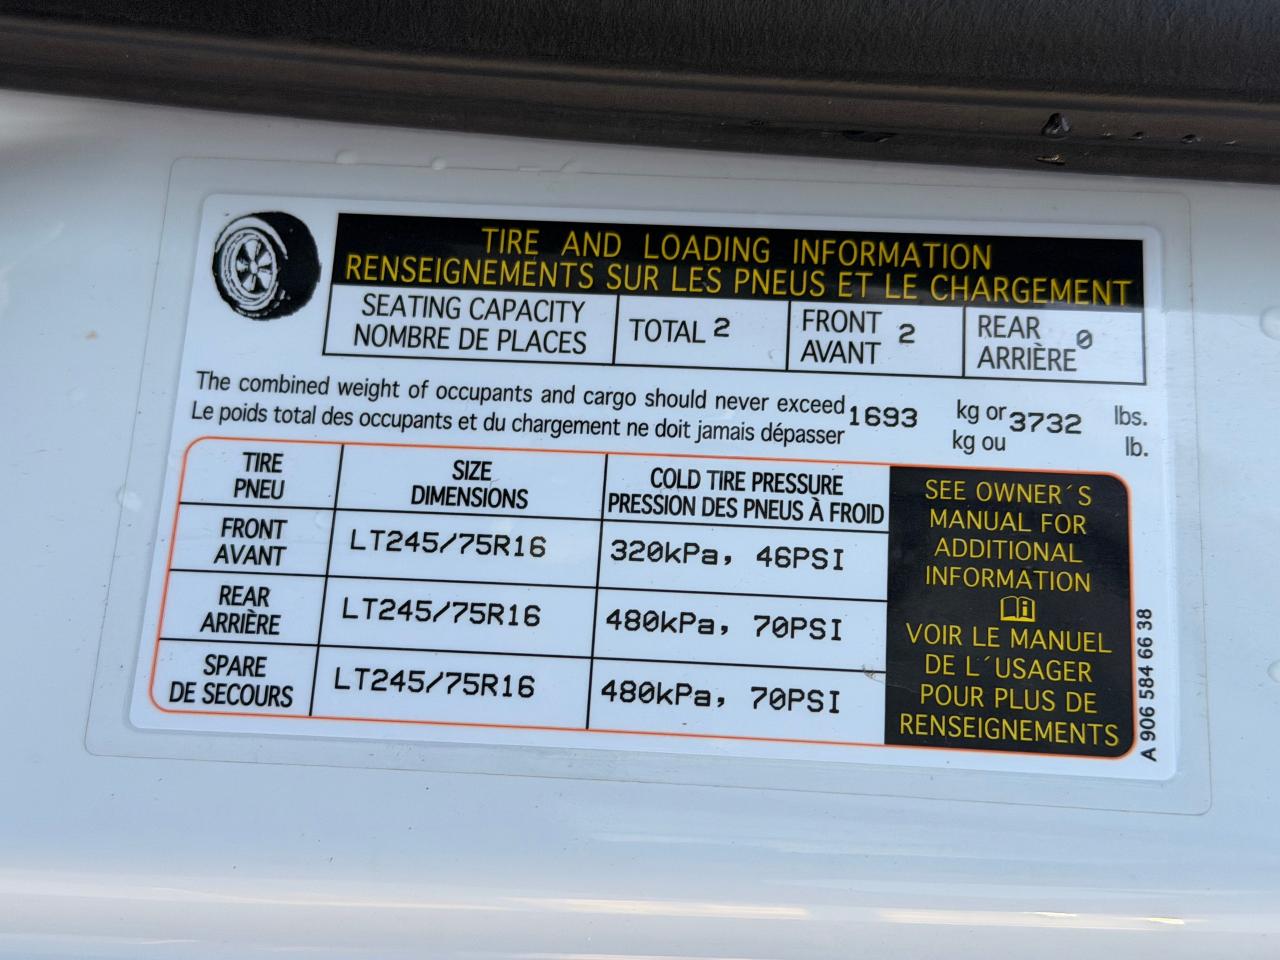 TIRE AND LOADING INFORMATION
RENSEIGNEMENTS SUR LES PNEUS ET LE CHARGEMENT
SEATING CAPACITY
NOMBRE DE PLACES
TOTAL 2
FRONT
AVANT
2
REAR
ARRIÈRE
0
The combined weight of occupants and cargo should never exceed
Le poids total des occupants et du chargement ne doit jamais dépasser
1693
kg or
kg ou
3732
lbs.
lb.
TIRE
PNEU
SIZE
DIMENSIONS
COLD TIRE PRESSURE
PRESSION DES PNEUS À FROID
FRONT
AVANT
LT245/75R16
320kPa, 46PSI
REAR
ARRIÈRE
LT245/75R16
480kPa, 70PSI
SPARE
DE SECOURS
LT245/75R16
480kPa, 70PSI
SEE OWNER´S
MANUAL FOR
ADDITIONAL
INFORMATION
VOIR LE MANUEL
DE L´USAGER
POUR PLUS DE
RENSEIGNEMENTS
A 906 584 66 38